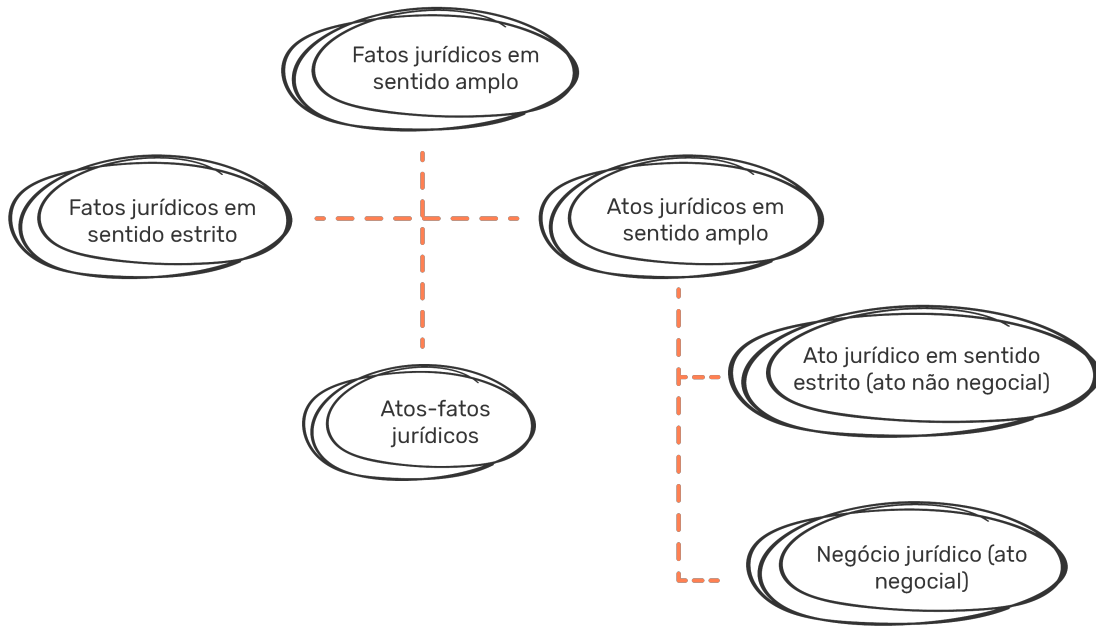 Fatos jurídicos em
sentido amplo
Fatos jurídicos em
sentido estrito
Atos jurídicos em
sentido amplo
Ato jurídico em sentido
estrito (ato não negocial)
Atos-fatos
jurídicos
Negócio jurídico (ato
negocial)